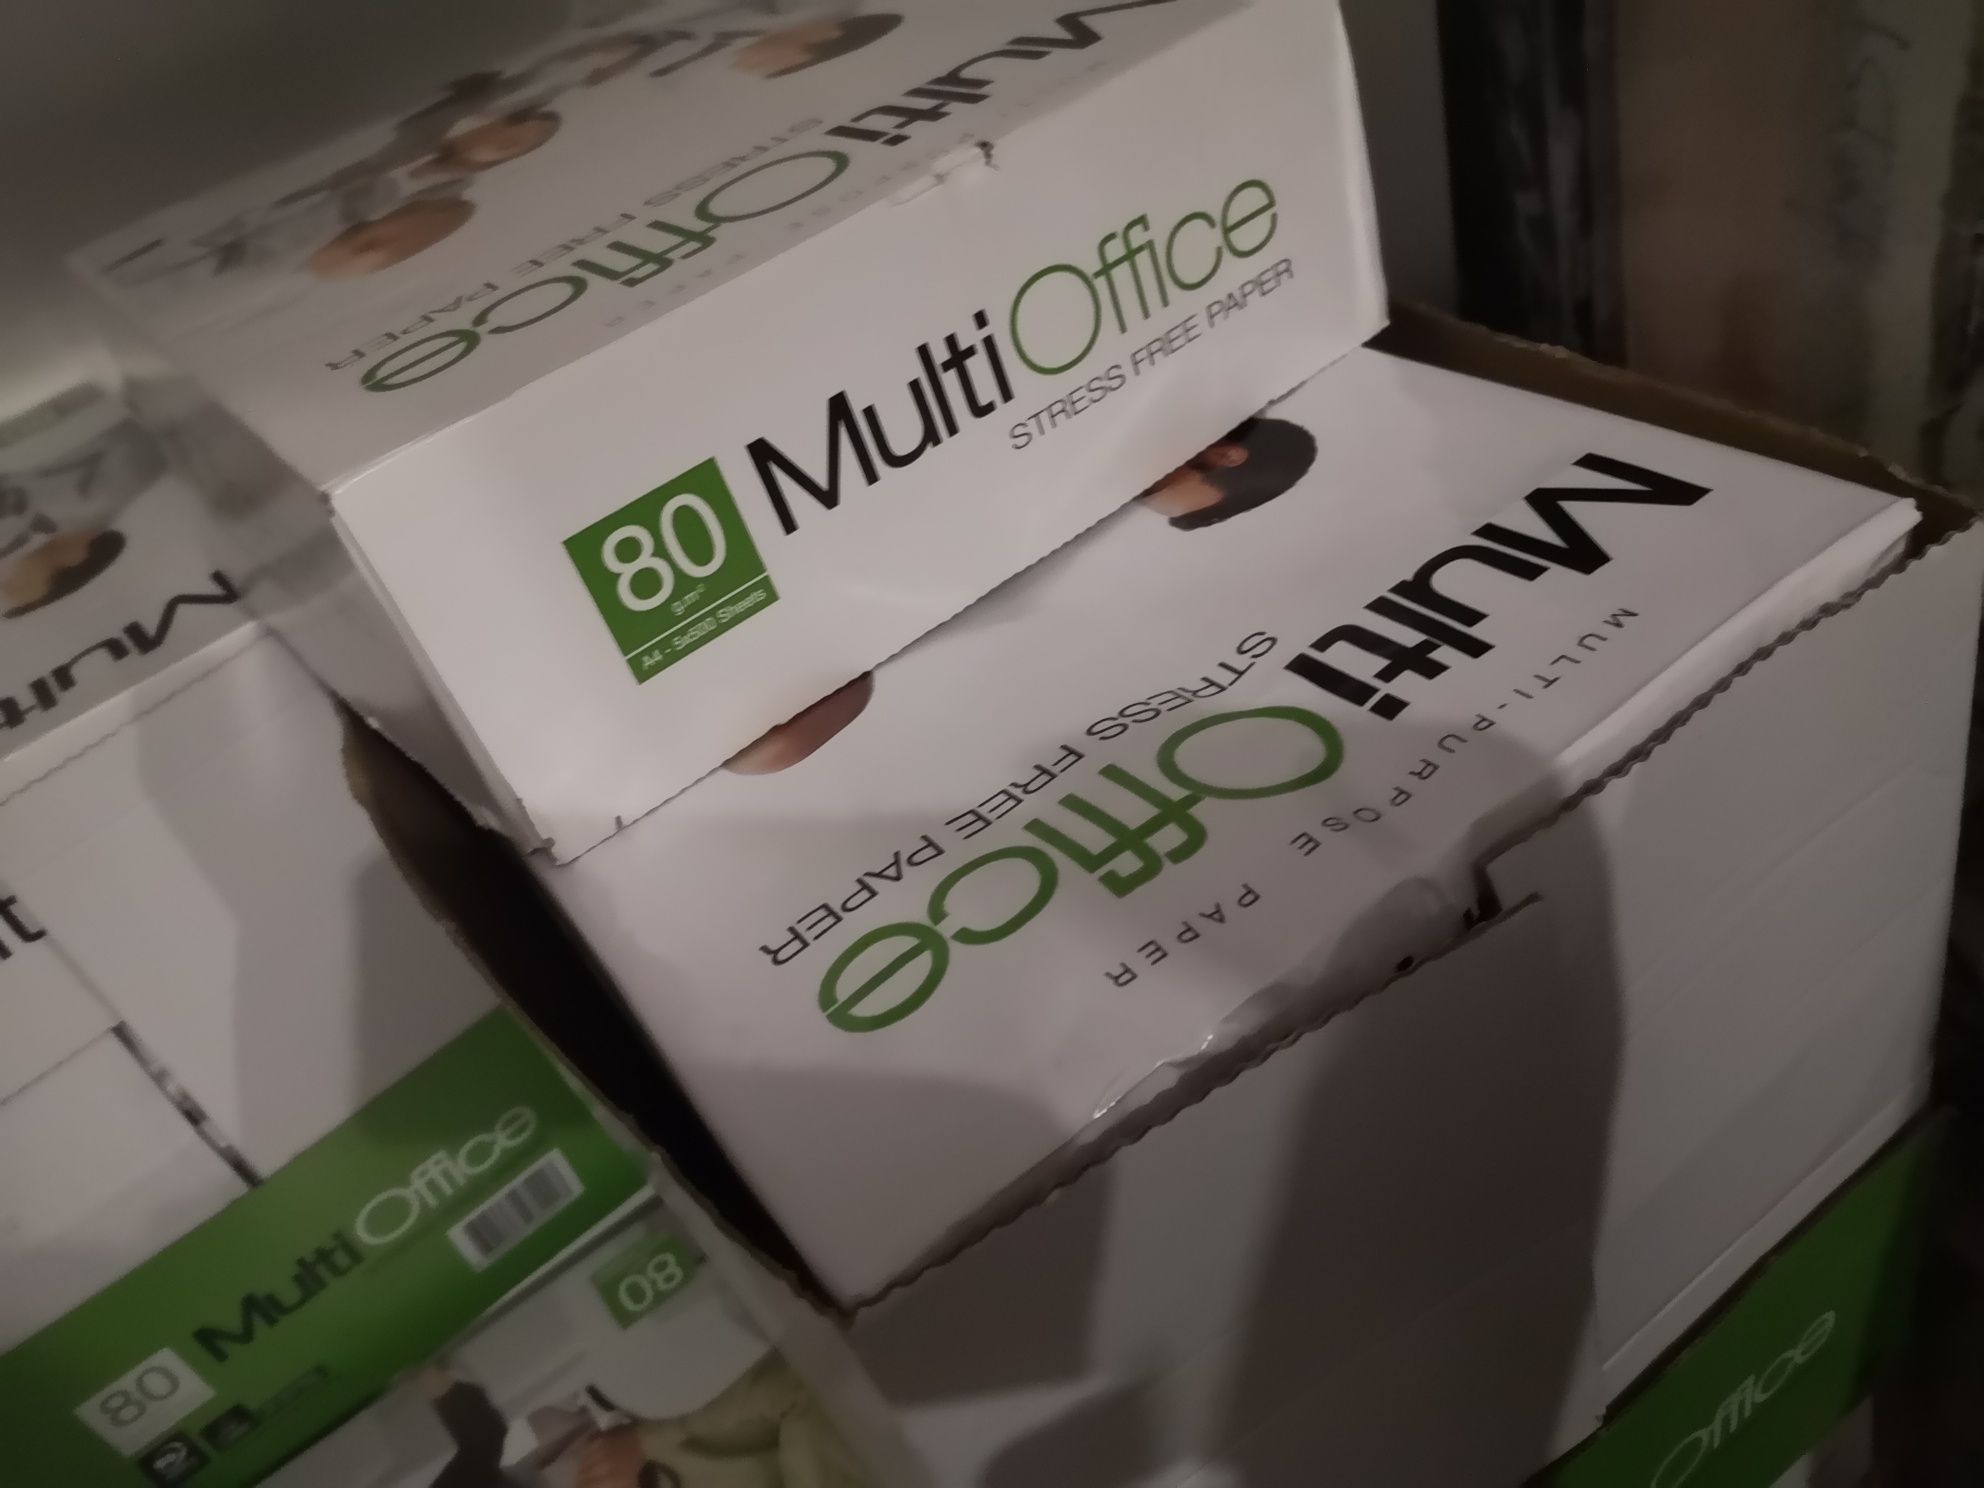 Multi Office
STRESS FREE PAPER
80 Multi Office
g.m²
STRESS FREE PAPER
A4 - 5x500 Sheets
Multi Office
STRESS FREE PAPER
MULTI-PURPOSE PAPER
80 Multi Office
80
Office